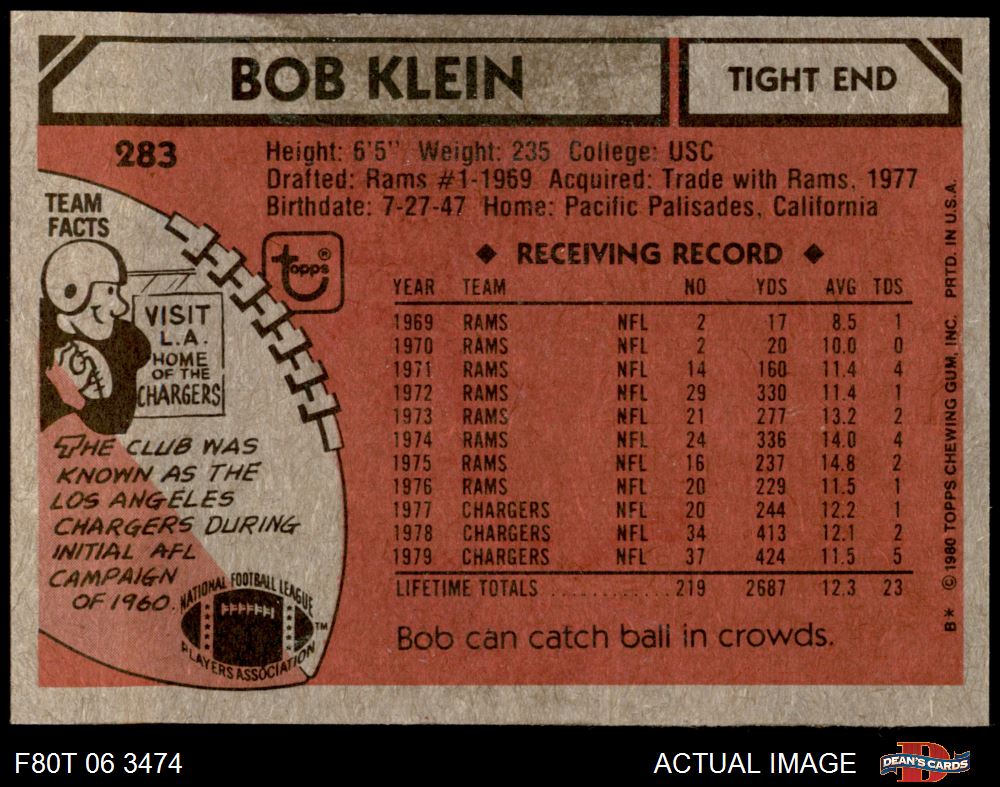 BOB KLEIN
TIGHT END
283
Height: 6'5" Weight: 235 College: USC
Drafted: Rams #1-1969 Acquired: Trade with Rams, 1977
Birthdate: 7-27-47 Home: Pacific Palisades, California
TEAM
FACTS
topps®
VISIT
L.A.
HOME
OF THE
CHARGERS
THE CLUB WAS
KNOWN AS THE
LOS ANGELES
CHARGERS DURING
INITIAL AFL
CAMPAIGN
OF 1960.
NATIONAL FOOTBALL LEAGUE
PLAYERS ASSOCIATION
TM
◆ RECEIVING RECORD ◆
YEAR TEAM NO YDS AVG TDS
1969 RAMS NFL 2 17 8.5 1
1970 RAMS NFL 2 20 10.0 0
1971 RAMS NFL 14 160 11.4 4
1972 RAMS NFL 29 330 11.4 1
1973 RAMS NFL 21 277 13.2 2
1974 RAMS NFL 24 336 14.0 4
1975 RAMS NFL 16 237 14.8 2
1976 RAMS NFL 20 229 11.5 1
1977 CHARGERS NFL 20 244 12.2 1
1978 CHARGERS NFL 34 413 12.1 2
1979 CHARGERS NFL 37 424 11.5 5
LIFETIME TOTALS ............ 219 2687 12.3 23
Bob can catch ball in crowds.
B* © 1980 TOPPS CHEWING GUM, INC. PRTD. IN U.S.A.
F80T 06 3474
ACTUAL IMAGE
DEAN'S CARDS